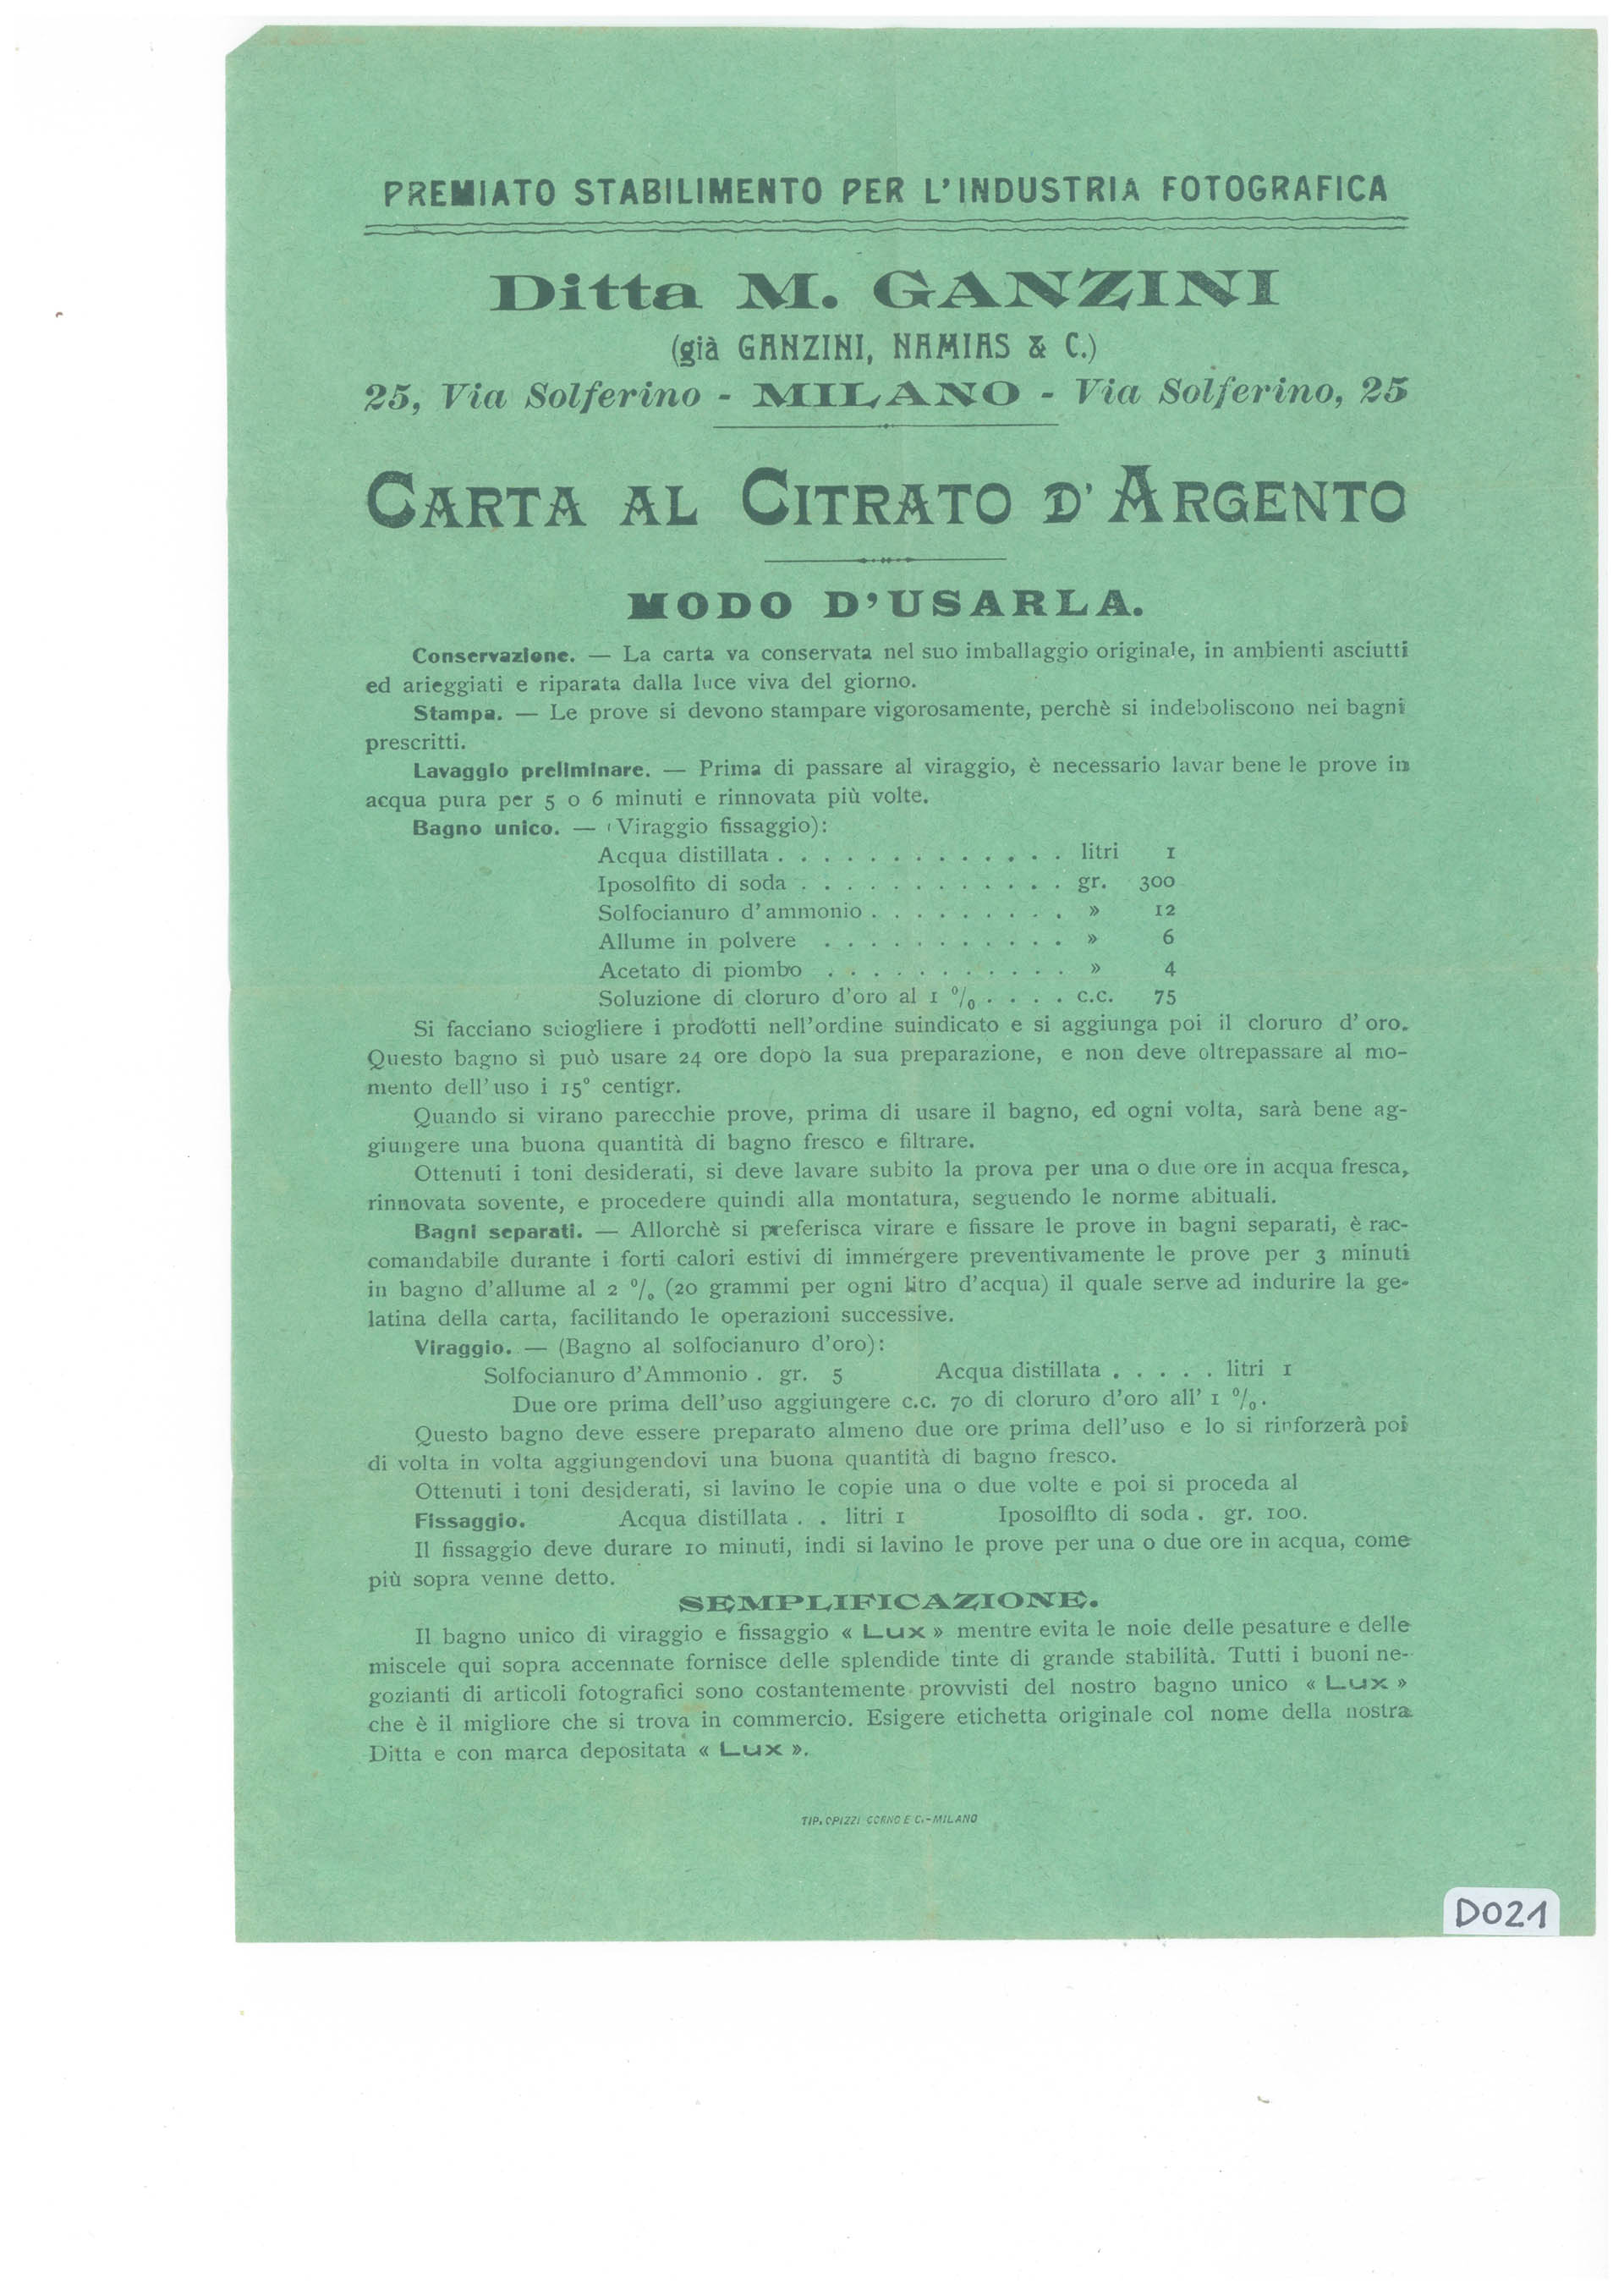 PREMIATO STABILIMENTO PER L'INDUSTRIA FOTOGRAFICA
Ditta M. GANZINI
(già GANZINI, NAMIAS & C.)
25, Via Solferino - MILANO - Via Solferino, 25
CARTA AL CITRATO D'ARGENTO
MODO D'USARLA.
Conservazione. — La carta va conservata nel suo imballaggio originale, in ambienti asciutti
ed arieggiati e riparata dalla luce viva del giorno.
Stampa. — Le prove si devono stampare vigorosamente, perchè si indeboliscono nei bagni
prescritti.
Lavaggio preliminare. — Prima di passare al viraggio, è necessario lavar bene le prove in
acqua pura per 5 o 6 minuti e rinnovata più volte.
Bagno unico. — (Viraggio fissaggio):
Acqua distillata . . . . . . . . . . . . . litri 1
Iposolfito di soda . . . . . . . . . . . . gr. 300
Solfocianuro d'ammonio . . . . . . . . . » 12
Allume in polvere . . . . . . . . . . . » 6
Acetato di piombo . . . . . . . . . . . » 4
Soluzione di cloruro d'oro al 1 % . . . . c.c. 75
Si facciano sciogliere i prodotti nell'ordine suindicato e si aggiunga poi il cloruro d' oro.
Questo bagno si può usare 24 ore dopo la sua preparazione, e non deve oltrepassare al mo-
mento dell'uso i 15° centigr.
Quando si virano parecchie prove, prima di usare il bagno, ed ogni volta, sarà bene ag-
giungere una buona quantità di bagno fresco e filtrare.
Ottenuti i toni desiderati, si deve lavare subito la prova per una o due ore in acqua fresca,
rinnovata sovente, e procedere quindi alla montatura, seguendo le norme abituali.
Bagni separati. — Allorchè si preferisca virare e fissare le prove in bagni separati, è rac-
comandabile durante i forti calori estivi di immergere preventivamente le prove per 3 minuti
in bagno d'allume al 2 % (20 grammi per ogni litro d'acqua) il quale serve ad indurire la ge-
latina della carta, facilitando le operazioni successive.
Viraggio. — (Bagno al solfocianuro d'oro):
Solfocianuro d'Ammonio . gr. 5 Acqua distillata . . . . . litri 1
Due ore prima dell'uso aggiungere c.c. 70 di cloruro d'oro all' 1 %.
Questo bagno deve essere preparato almeno due ore prima dell'uso e lo si rinforzerà poi
di volta in volta aggiungendovi una buona quantità di bagno fresco.
Ottenuti i toni desiderati, si lavino le copie una o due volte e poi si proceda al
Fissaggio. Acqua distillata . . litri 1 Iposolfito di soda . gr. 100.
Il fissaggio deve durare 10 minuti, indi si lavino le prove per una o due ore in acqua, come
più sopra venne detto.
SEMPLIFICAZIONE.
Il bagno unico di viraggio e fissaggio « Lux » mentre evita le noie delle pesature e delle
miscele qui sopra accennate fornisce delle splendide tinte di grande stabilità. Tutti i buoni ne-
gozianti di articoli fotografici sono costantemente provvisti del nostro bagno unico « Lux »
che è il migliore che si trova in commercio. Esigere etichetta originale col nome della nostra
Ditta e con marca depositata « Lux ».
TIP. OPIZZI CORNO E C.-MILANO
D021